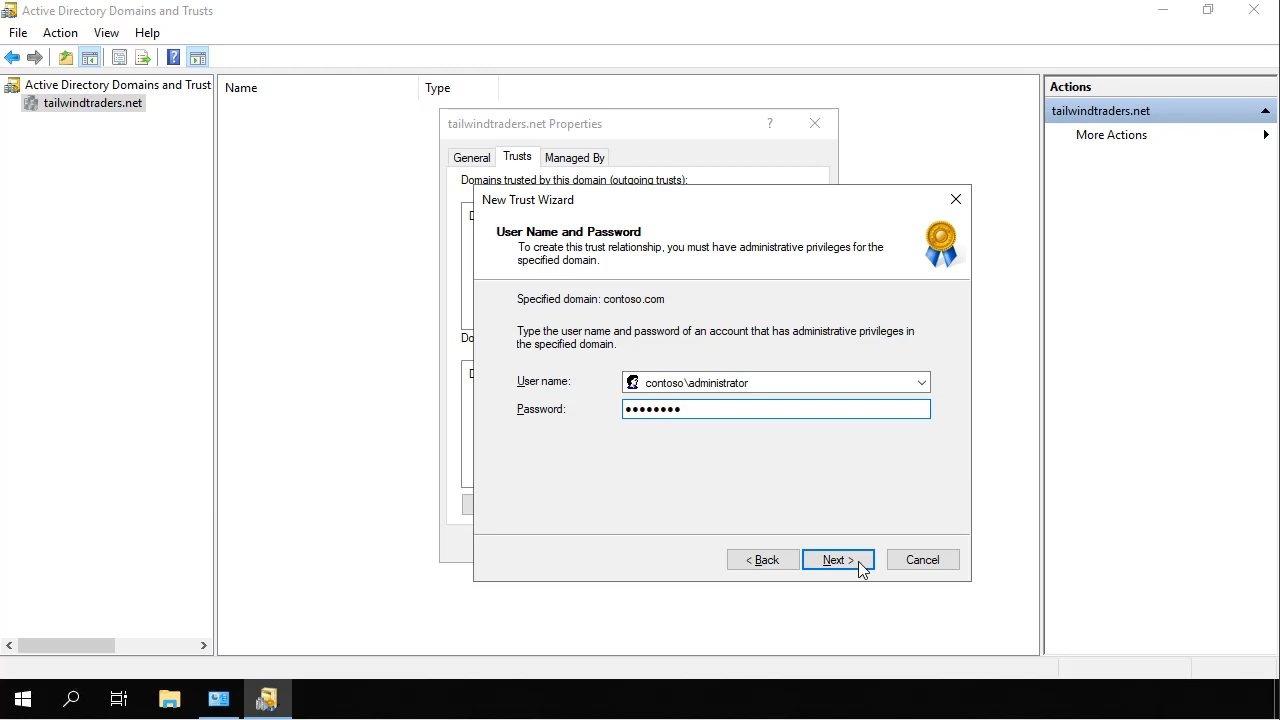 Active Directory Domains and Trusts
File Action View Help
Active Directory Domains and Trust
tailwindtraders.net
Name Type
Actions
tailwindtraders.net
More Actions
tailwindtraders.net Properties
General Trusts Managed By
Domains trusted by this domain (outgoing trusts):
New Trust Wizard
User Name and Password
To create this trust relationship, you must have administrative privileges for the
specified domain.
Specified domain: contoso.com
Type the user name and password of an account that has administrative privileges in
the specified domain.
User name: contoso\administrator
Password: ••••••••
< Back Next > Cancel